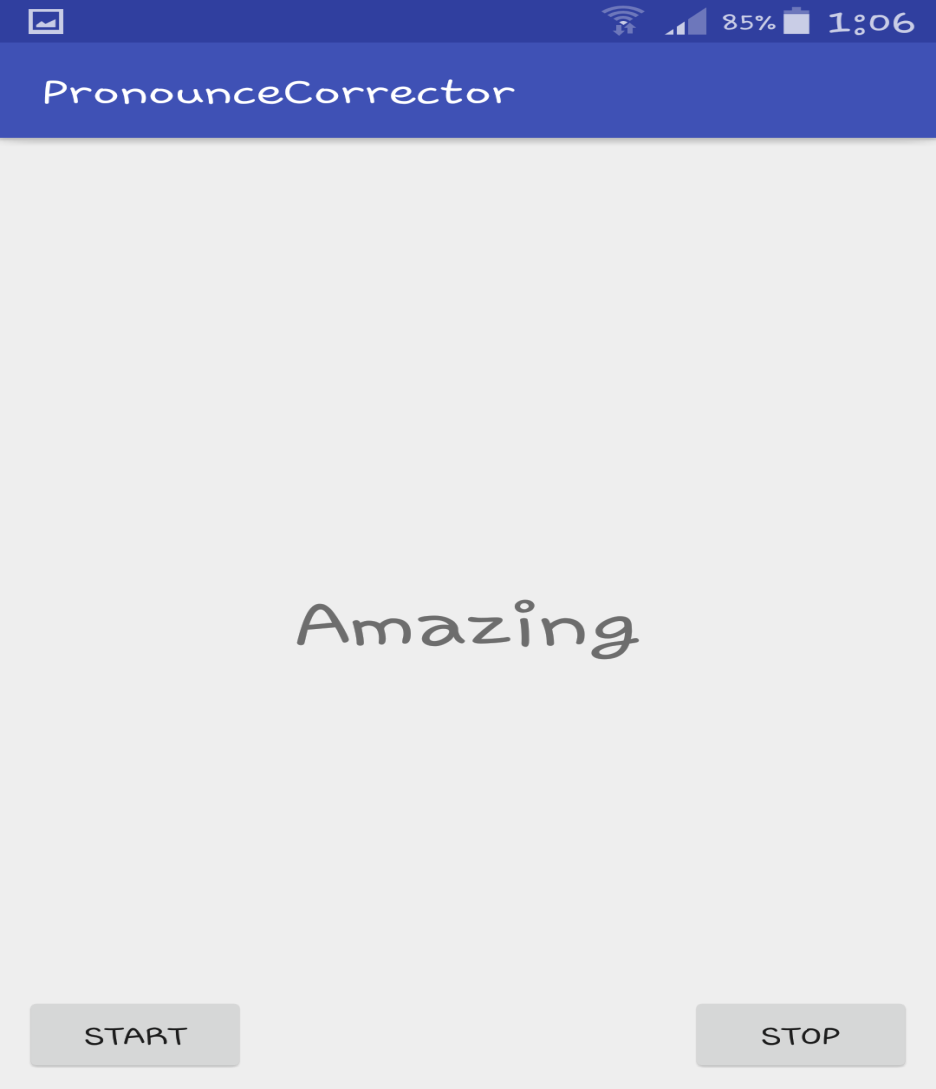 85% 1:06
PronounceCorrector
Amazing
START STOP